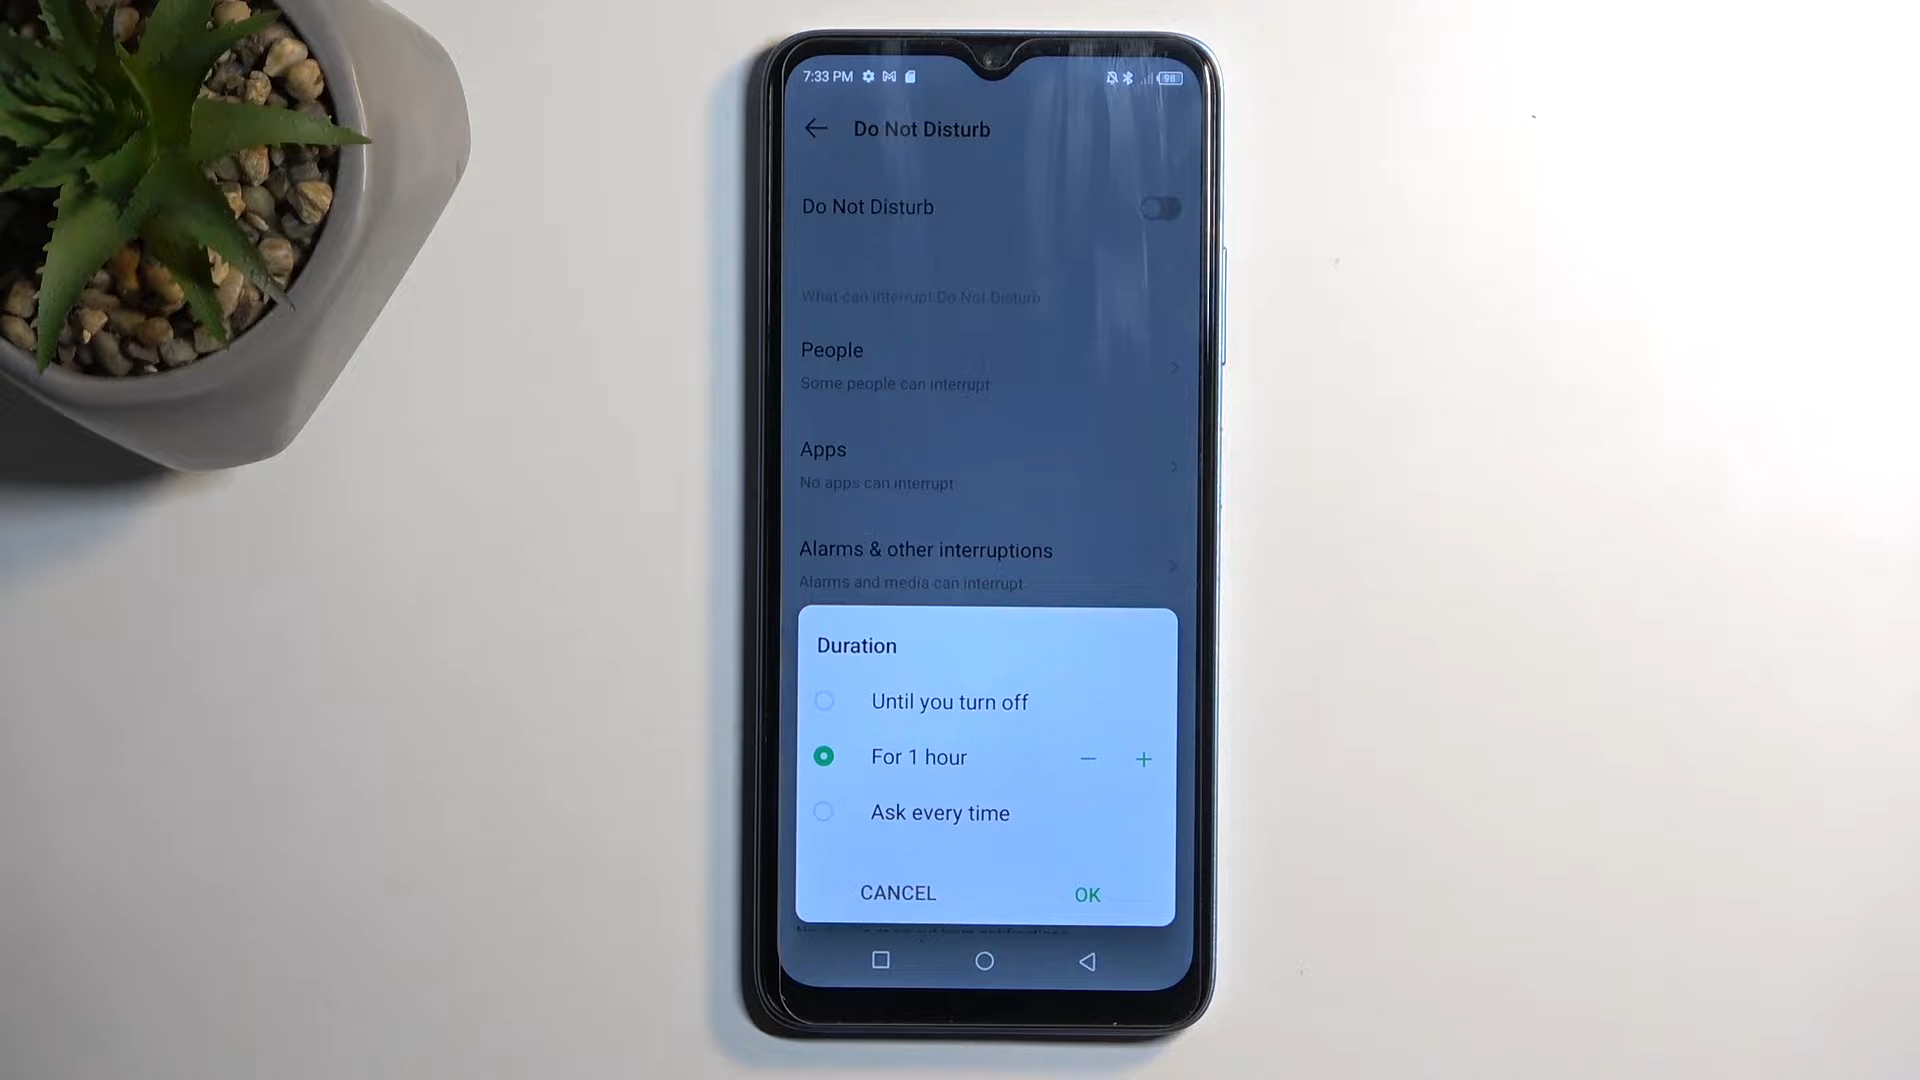 7:33 PM
98
Do Not Disturb
Do Not Disturb
What can interrupt Do Not Disturb
People
Some people can interrupt
Apps
No apps can interrupt
Alarms & other interruptions
Alarms and media can interrupt
Duration
Until you turn off
For 1 hour
Ask every time
CANCEL
OK